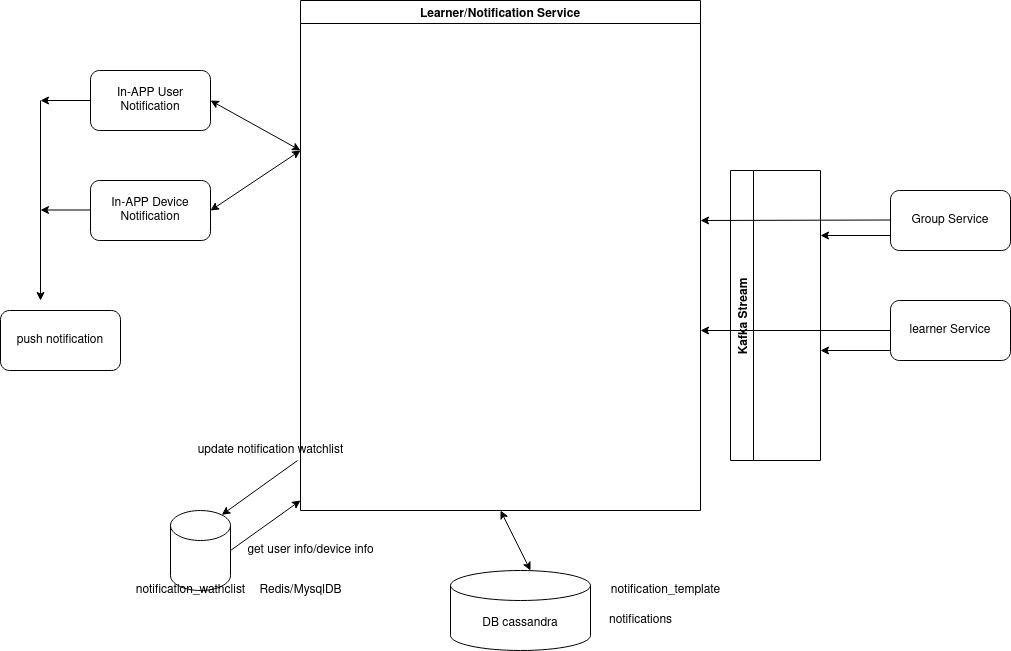 Learner/Notification Service
In-APP User
Notification
In-APP Device
Notification
Group Service
Kafka Stream
learner Service
push notification
update notification watchlist
get user info/device info
notification_wathclist
Redis/MysqlDB
DB cassandra
notification_template
notifications